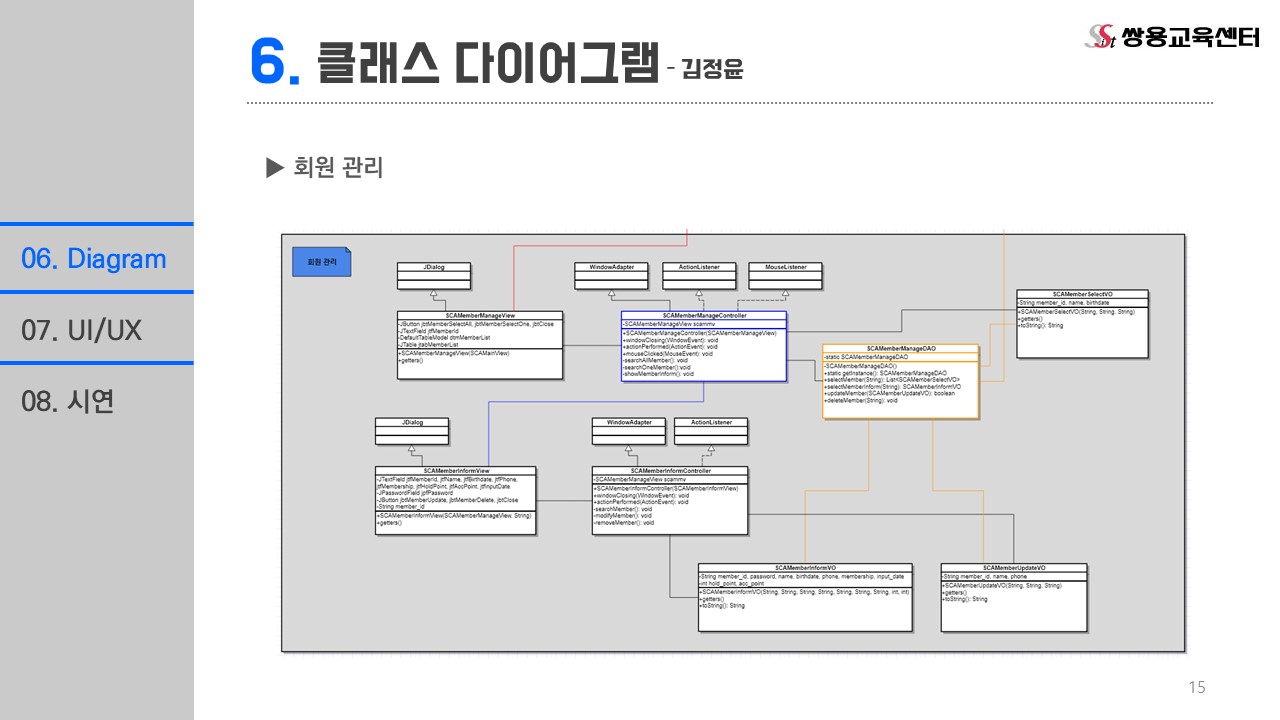 6. 클래스 다이어그램 - 김정윤
Sist 쌍용교육센터
06. Diagram
07. UI/UX
08. 시연
▶ 회원 관리
회원 관리
JDialog
WindowAdapter
ActionListener
MouseListener
SCAMemberManageView
-JButton jbtMemberSelectAll, jbtMemberSelectOne, jbtClose
-JTextField jtfMemberId
-DefaultTableModel dtmMemberList
-JTable jtabMemberList
+SCAMemberManageView(SCAMainView)
+getters()
SCAMemberManageController
-SCAMemberManageView scammv
+SCAMemberManageController(SCAMemberManageView)
+windowClosing(WindowEvent): void
+actionPerformed(ActionEvent): void
+mouseClicked(MouseEvent): void
-searchAllMember(): void
-searchOneMember():void
-showMemberInform(): void
SCAMemberSelectVO
-String member_id, name, birthdate
+SCAMemberSelectVO(String, String, String)
+getters()
+toString(): String
SCAMemberManageDAO
-static SCAMemberManageDAO
-SCAMemberManageDAO()
+static getInstance(): SCAMemberManageDAO
+selectMember(String): List<SCAMemberSelectVO>
+selectMemberInform(String): SCAMemberInformVO
+updateMember(SCAMemberUpdateVO): boolean
+deleteMember(String): void
JDialog
WindowAdapter
ActionListener
SCAMemberInformView
-JTextField jtfMemberId, jtfName, jtfBirthdate, jtfPhone,
jtfMembership, jtfHoldPoint, jtfAccPoint, jtfInputDate
-JPasswordField jpfPassword
-JButton jbtMemberUpdate, jbtMemberDelete, jbtClose
-String member_id
+SCAMemberInformView(SCAMemberManageView, String)
+getters()
SCAMemberInformController
-SCAMemberManageView scammv
+SCAMemberInformController(SCAMemberInformView)
+windowClosing(WindowEvent): void
+actionPerformed(ActionEvent): void
-searchMember(): void
-modifyMember(): void
-removeMember(): void
SCAMemberInformVO
-String member_id, password, name, birthdate, phone, membership, input_date
-int hold_point, acc_point
+SCAMemberInformVO(String, String, String, String, String, String, String, int, int)
+getters()
+toString(): String
SCAMemberUpdateVO
-String member_id, name, phone
+SCAMemberUpdateVO(String, String, String)
+getters()
+toString(): String
15